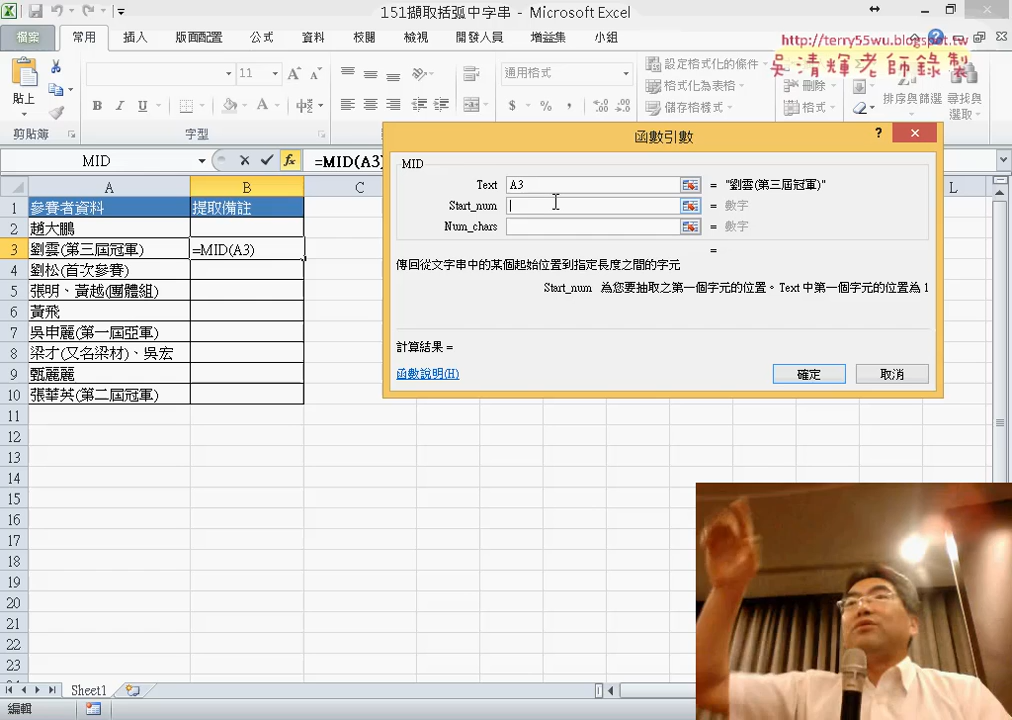 151擷取括弧中字串 - Microsoft Excel
檔案 常用 插入 版面配置 公式 資料 校閱 檢視 開發人員 增益集 小組
http://terry55wu.blogspot.tw
吳清輝老師錄製
貼上
11
通用格式
設定格式化的條件
格式化為表格
儲存格樣式
刪除
格式
排序與篩選 尋找與
選取
剪貼簿 字型
MID
=MID(A3)
函數引數
MID
Text A3 = "劉雲(第三屆冠軍)"
Start_num = 數字
Num_chars = 數字
=
傳回從文字串中的某個起始位置到指定長度之間的字元
Start_num 為您要抽取之第一個字元的位置。Text 中第一個字元的位置為 1
計算結果 =
函數說明(H)
確定 取消
A B C L
1 參賽者資料 提取備註
2 趙大鵬
3 劉雲(第三屆冠軍) =MID(A3)
4 劉松(首次參賽)
5 張明、黃越(團體組)
6 黃飛
7 吳申麗(第一屆亞軍)
8 梁才(又名梁材)、吳宏
9 甄麗麗
10 張華英(第二屆冠軍)
11
12
13
14
15
16
17
18
19
20
21
22
23
Sheet1
編輯